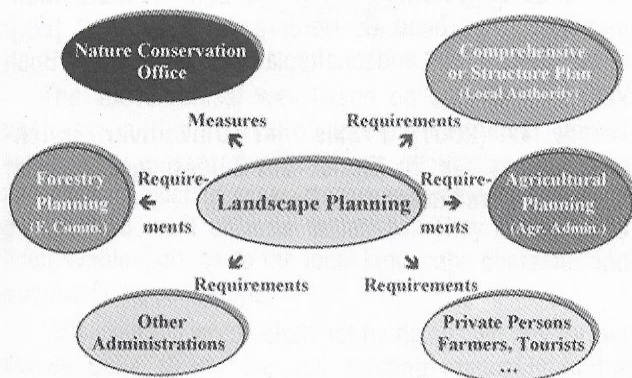 Nature Conservation
Office
Comprehensive
or Structure Plan
(Local Authority)
Measures
Requirements
Forestry
Planning
(F. Comm.)
Require-
ments
Landscape Planning
Require-
ments
Agricultural
Planning
(Agr. Admin.)
Requirements
Requirements
Other
Administrations
Private Persons
Farmers, Tourists
...